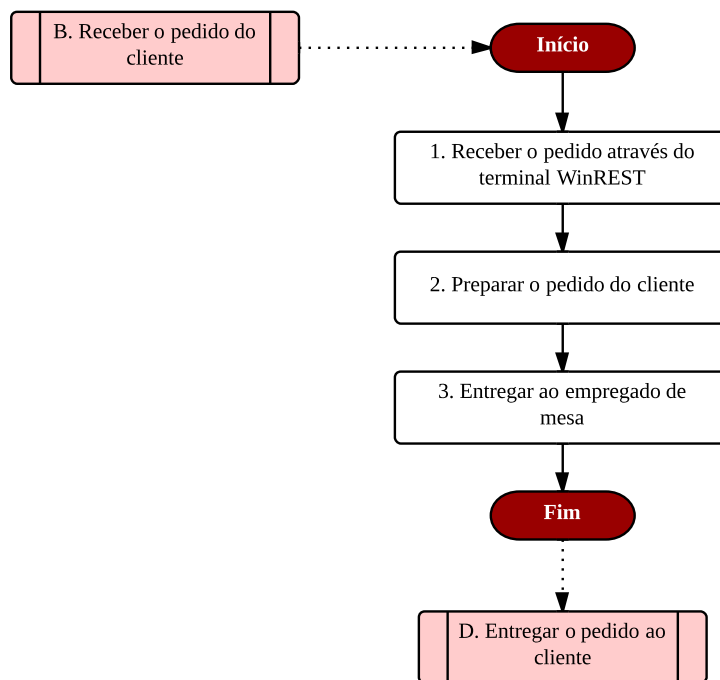 B. Receber o pedido do
cliente
Início
1. Receber o pedido através do
terminal WinREST
2. Preparar o pedido do cliente
3. Entregar ao empregado de
mesa
Fim
D. Entregar o pedido ao
cliente